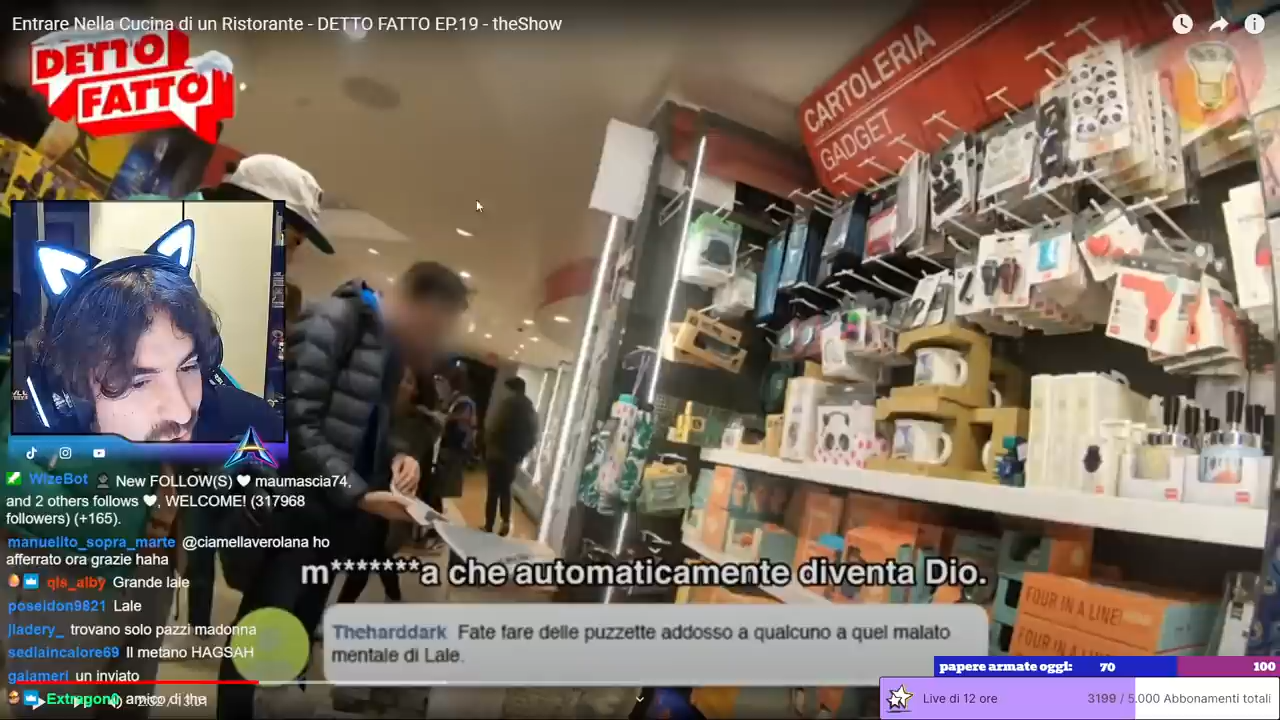 Entrare Nella Cucina di un Ristorante - DETTO FATTO EP.19 - theShow
DETTO
FATTO
CARTOLERIA
GADGET
WizeBot New FOLLOW(S) maumascia74,
and 2 others follows, WELCOME! (317968
followers) (+165).
manuelito_sopra_marte @ciamellaverolana ho
afferrato ora grazie haha
qls_alby Grande lale
poseidon9821 Lale
jladery_ trovano solo pazzi madonna
sedlaincalore69 Il metano HAGSAH
galameri un inviato
Extragon0 amico di the
m*******a che automaticamente diventa Dio.
Theharddark Fate fare delle puzzette addosso a qualcuno a quel malato
mentale di Lale.
FOUR IN A LINE!
FOUR IN A LINE!
papere armate oggi: 70 100
Live di 12 ore 3199 / 5.000 Abbonamenti totali